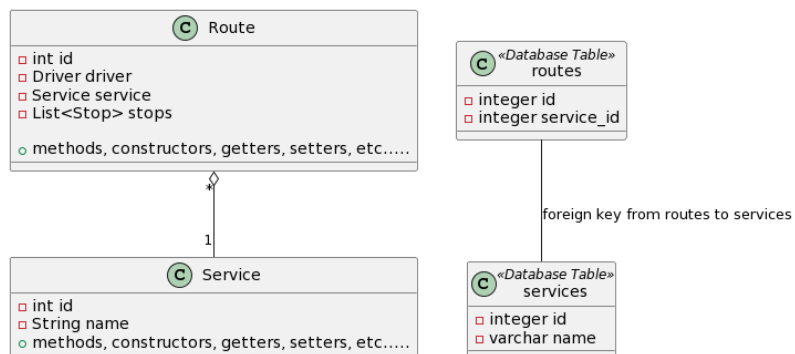 C Route
int id
Driver driver
Service service
List<Stop> stops
methods, constructors, getters, setters, etc.....
*
1
C Service
int id
String name
methods, constructors, getters, setters, etc.....
C «Database Table»
routes
integer id
integer service_id
foreign key from routes to services
C «Database Table»
services
integer id
varchar name